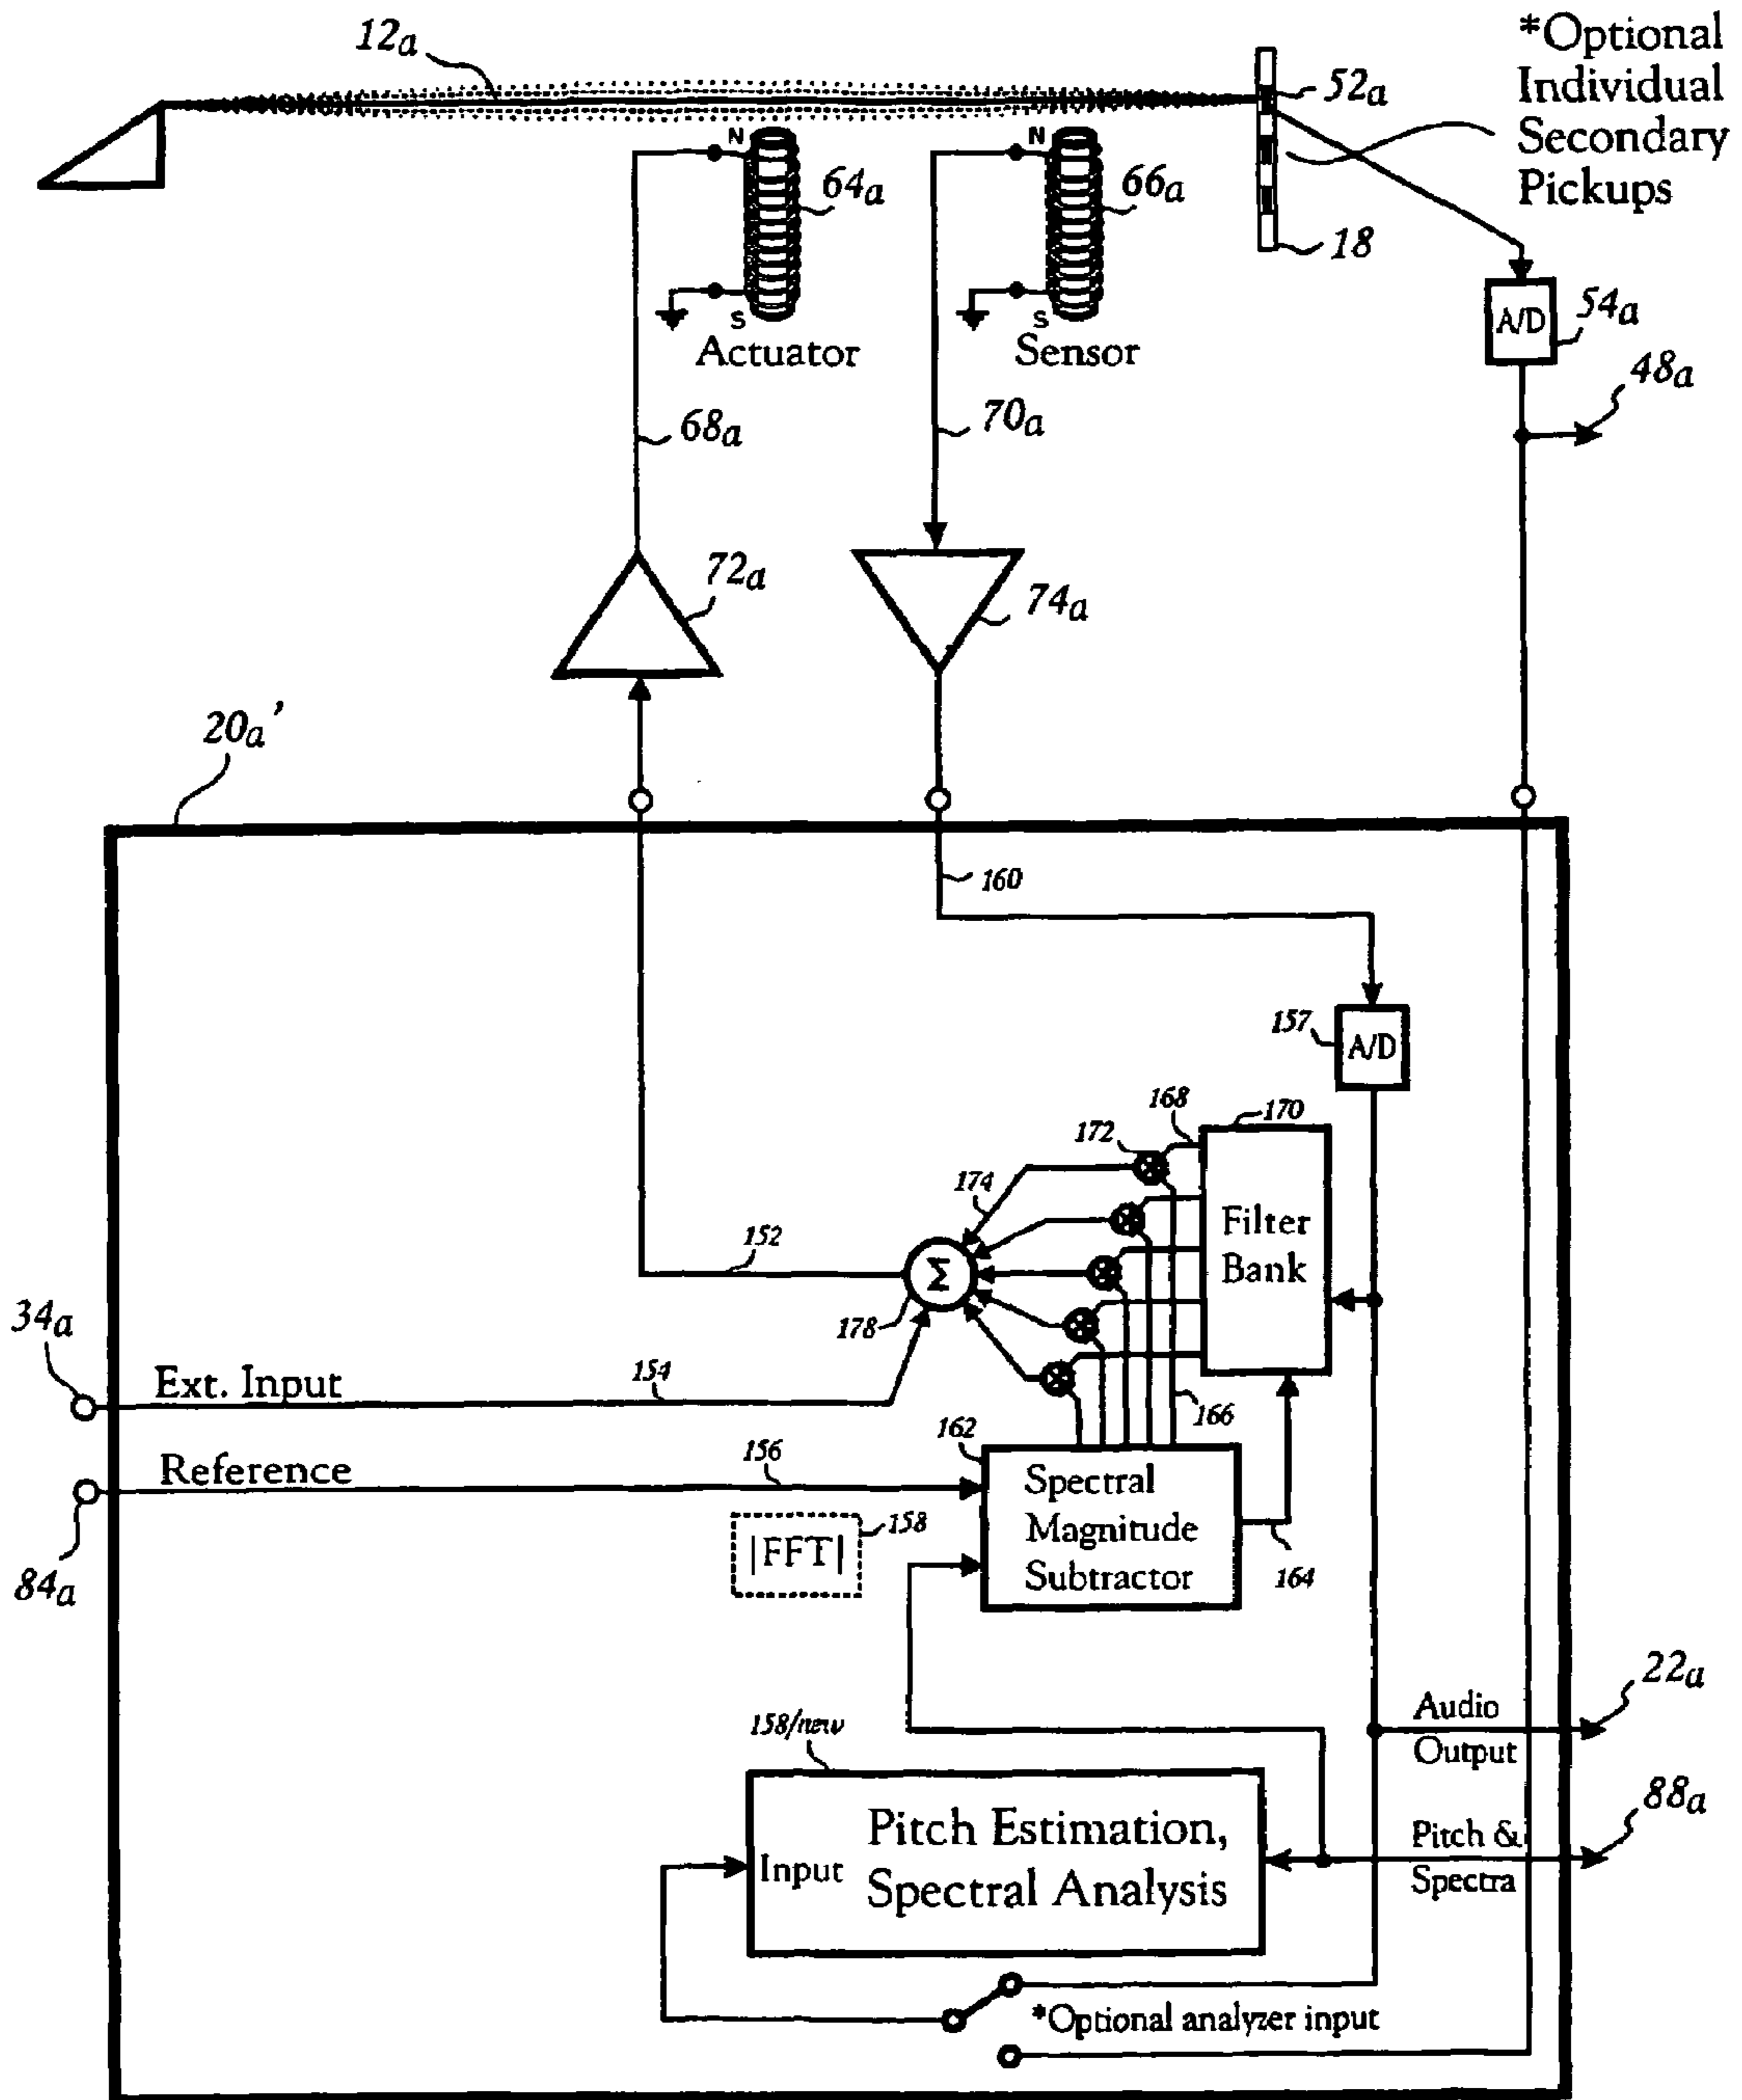 12a
*Optional
Individual
Secondary
Pickups
52a
N
N
64a
66a
18
S
S
Actuator
Sensor
A/D
54a
48a
68a
70a
72a
74a
20a'
160
157
A/D
168
170
172
174
Filter
Bank
152
Σ
178
34a
Ext. Input
154
166
162
Reference
156
Spectral
Magnitude
Subtractor
158
|FFT|
164
84a
22a
Audio
Output
158/new
88a
Pitch Estimation,
Spectral Analysis
Input
Pitch &
Spectra
*Optional analyzer input